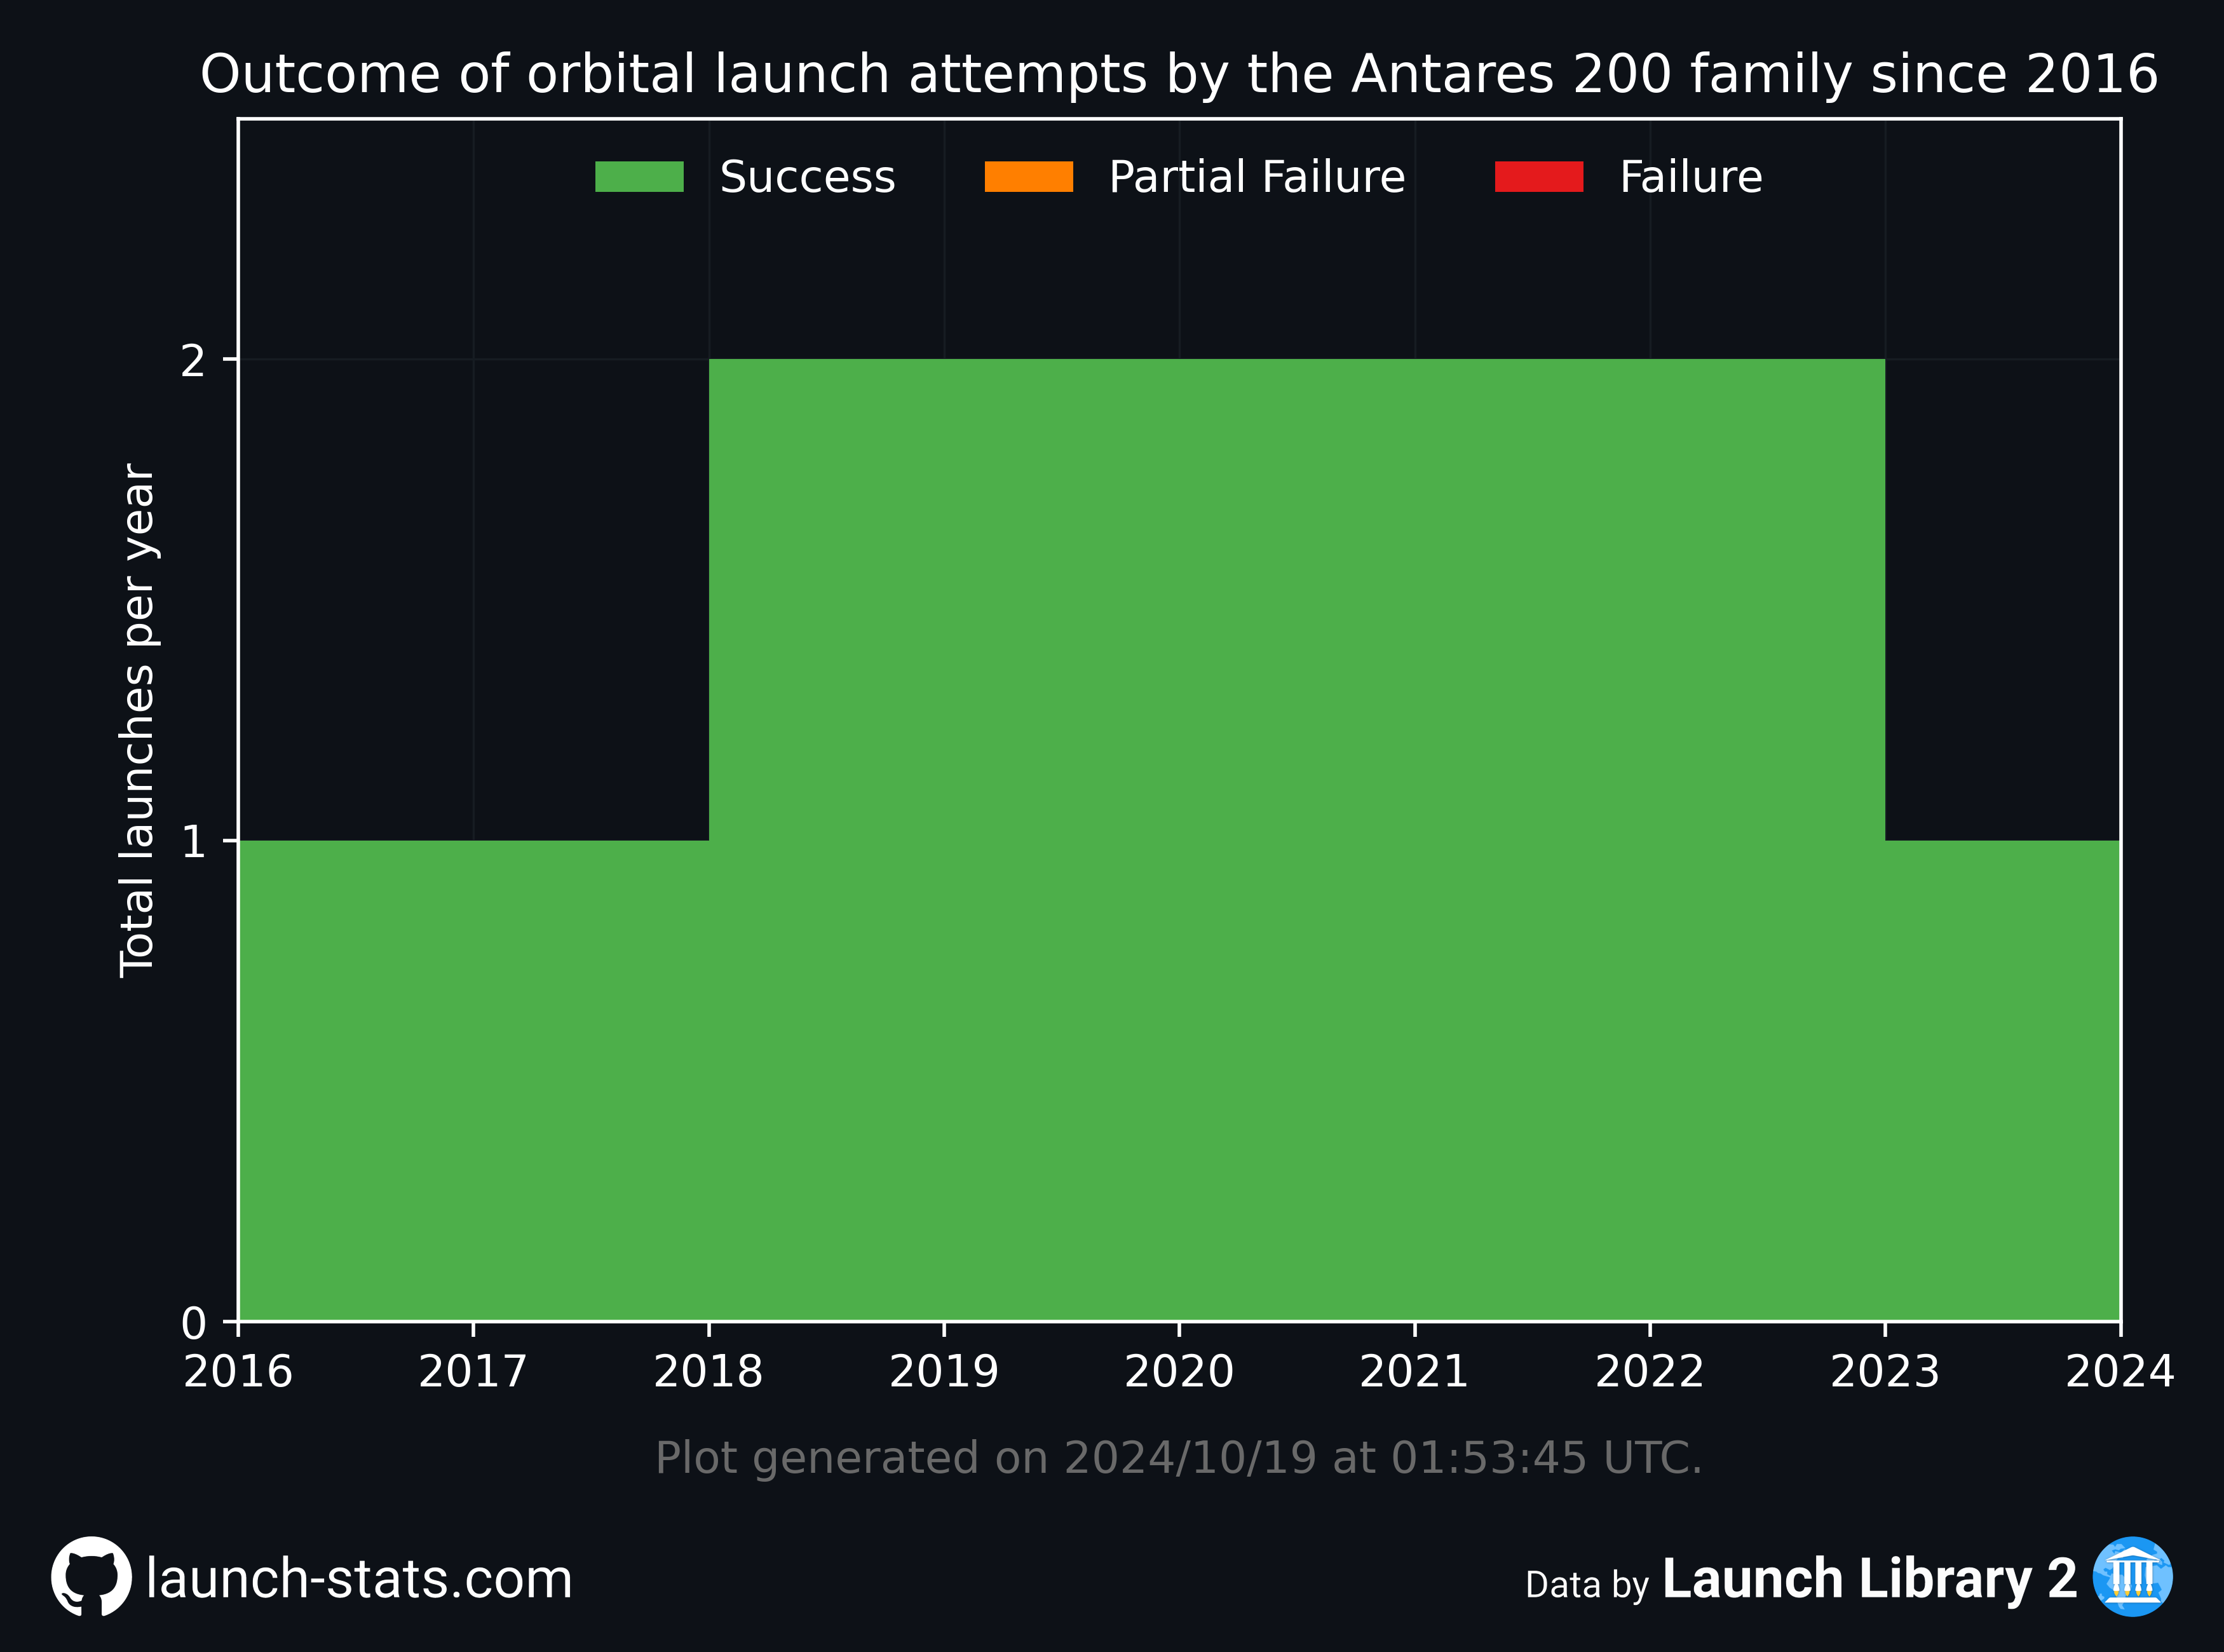 Outcome of orbital launch attempts by the Antares 200 family since 2016
Success Partial Failure Failure
Total launches per year
2
1
0
2016 2017 2018 2019 2020 2021 2022 2023 2024
Plot generated on 2024/10/19 at 01:53:45 UTC.
launch-stats.com
Data by Launch Library 2